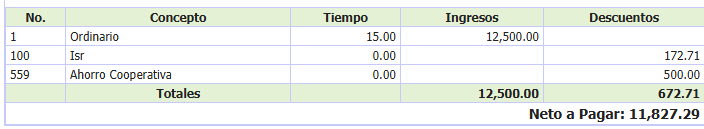 No. Concepto Tiempo Ingresos Descuentos
1 Ordinario 15.00 12,500.00
100 Isr 0.00 172.71
559 Ahorro Cooperativa 0.00 500.00
Totales 12,500.00 672.71
Neto a Pagar: 11,827.29